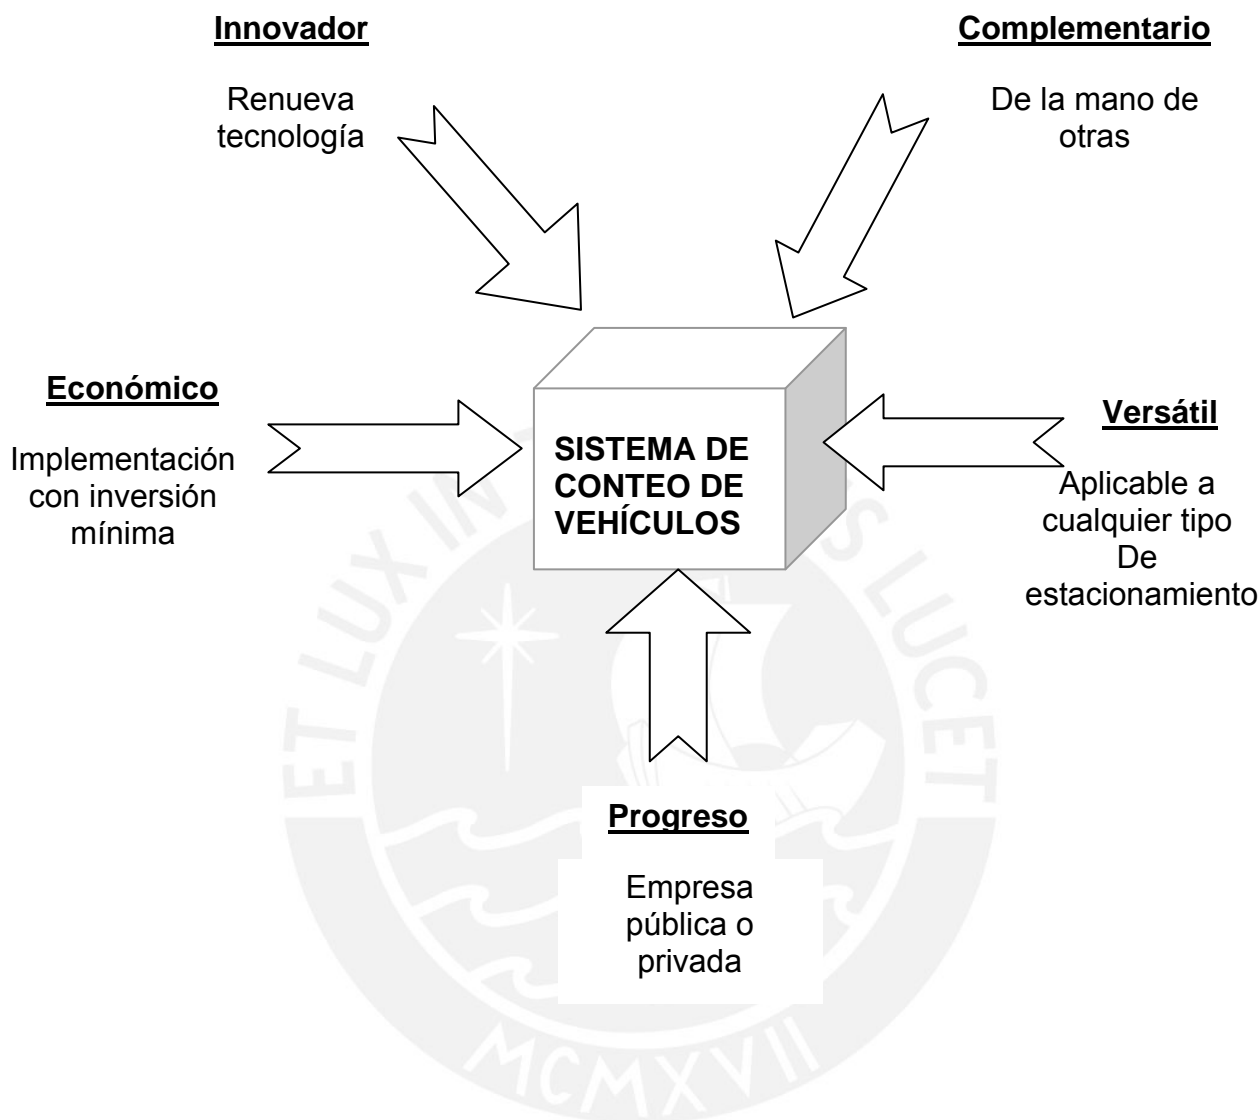 Innovador
Renueva
tecnología
Complementario
De la mano de
otras
Económico
Implementación
con inversión
mínima
SISTEMA DE
CONTEO DE
VEHÍCULOS
Versátil
Aplicable a
cualquier tipo
De
estacionamiento
Progreso
Empresa
pública o
privada
ET LUX IN
ES LUCET
MCMXVII